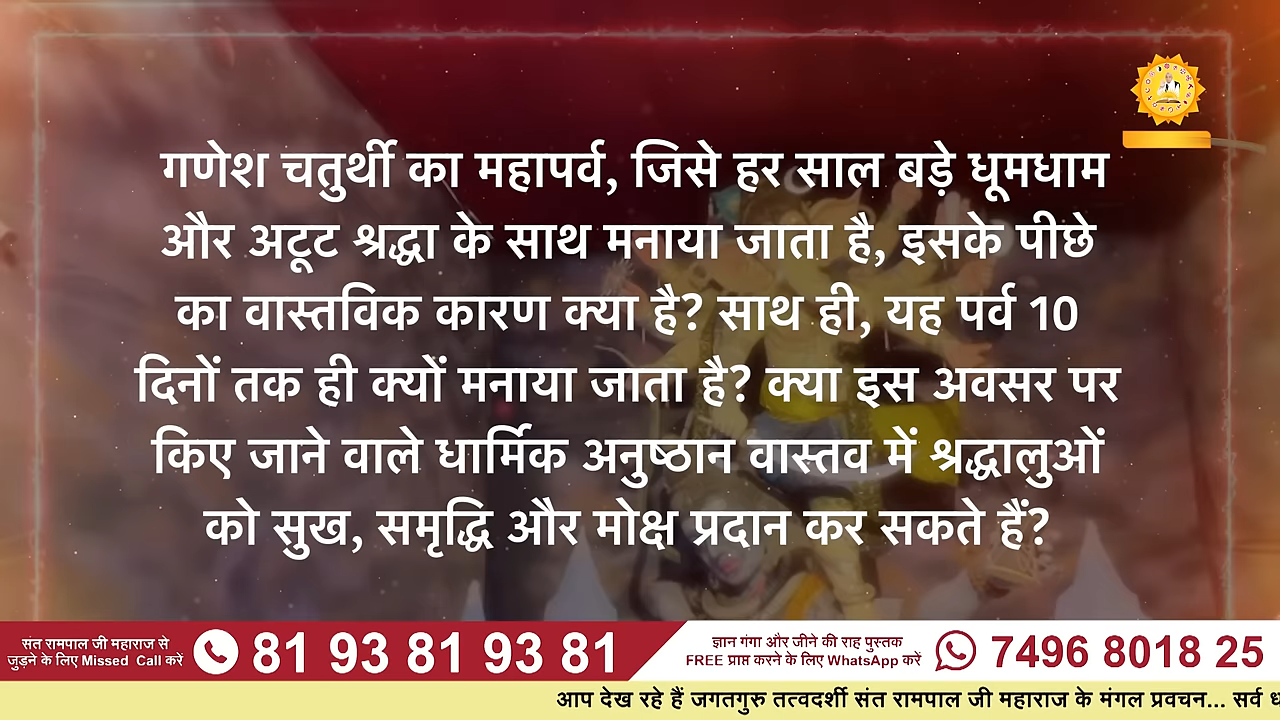 गणेश चतुर्थी का महापर्व, जिसे हर साल बड़े धूमधाम
और अटूट श्रद्धा के साथ मनाया जाता है, इसके पीछे
का वास्तविक कारण क्या है? साथ ही, यह पर्व 10
दिनों तक ही क्यों मनाया जाता है? क्या इस अवसर पर
किए जाने वाले धार्मिक अनुष्ठान वास्तव में श्रद्धालुओं
को सुख, समृद्धि और मोक्ष प्रदान कर सकते हैं?
संत रामपाल जी महाराज से
जुड़ने के लिए Missed Call करें
81 93 81 93 81
ज्ञान गंगा और जीने की राह पुस्तक
FREE प्राप्त करने के लिए WhatsApp करें
7496 8018 25
आप देख रहे हैं जगतगुरु तत्वदर्शी संत रामपाल जी महाराज के मंगल प्रवचन... सर्व